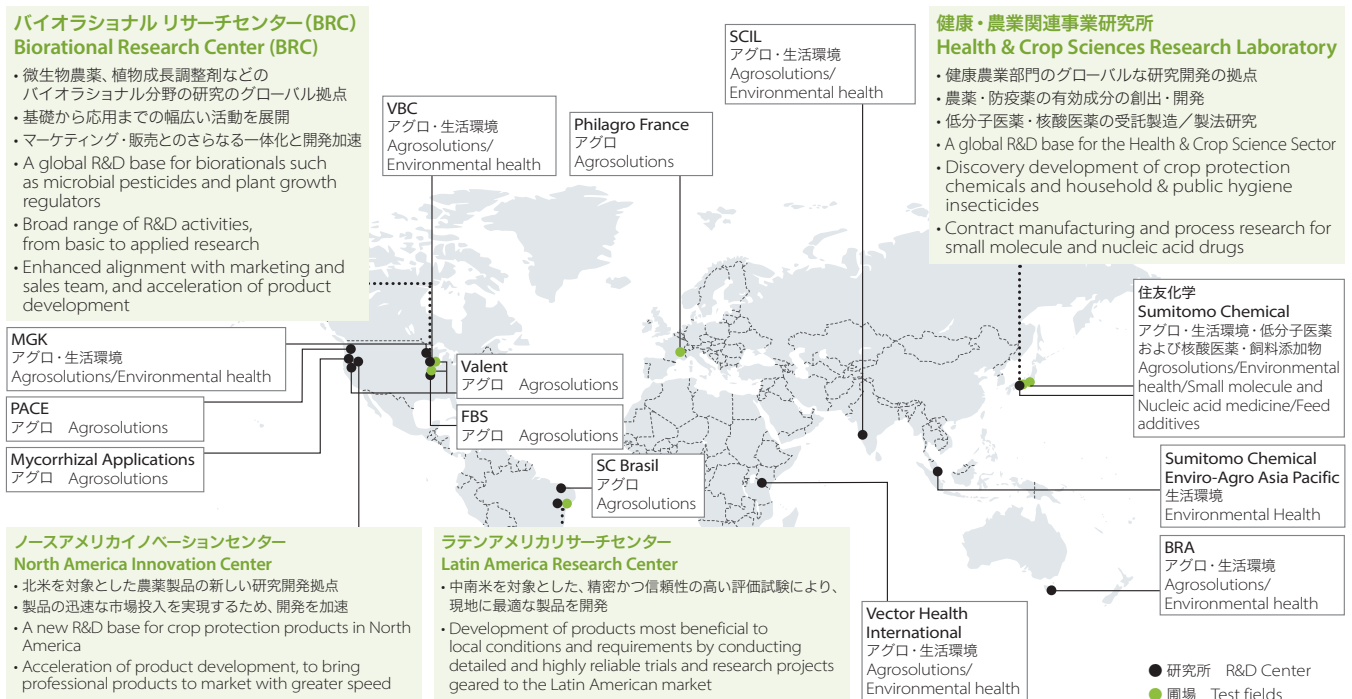 バイオラショナル リサーチセンター(BRC)
Biorational Research Center (BRC)
• 微生物農薬、植物成長調整剤などの
バイオラショナル分野の研究のグローバル拠点
• 基礎から応用までの幅広い活動を展開
• マーケティング・販売とのさらなる一体化と開発加速
• A global R&D base for biorationals such
as microbial pesticides and plant growth
regulators
• Broad range of R&D activities,
from basic to applied research
• Enhanced alignment with marketing and
sales team, and acceleration of product
development
VBC
アグロ・生活環境
Agrosolutions/
Environmental health
Philagro France
アグロ
Agrosolutions
SCIL
アグロ・生活環境
Agrosolutions/
Environmental health
健康・農業関連事業研究所
Health & Crop Sciences Research Laboratory
• 健康農業部門のグローバルな研究開発の拠点
• 農薬・防疫薬の有効成分の創出・開発
• 低分子医薬・核酸医薬の受託製造／製法研究
• A global R&D base for the Health & Crop Science Sector
• Discovery development of crop protection
chemicals and household & public hygiene
insecticides
• Contract manufacturing and process research for
small molecule and nucleic acid drugs
MGK
アグロ・生活環境
Agrosolutions/Environmental health
PACE
アグロ Agrosolutions
Mycorrhizal Applications
アグロ Agrosolutions
Valent
アグロ Agrosolutions
FBS
アグロ Agrosolutions
SC Brasil
アグロ
Agrosolutions
住友化学
Sumitomo Chemical
アグロ・生活環境・低分子医薬
および核酸医薬・飼料添加物
Agrosolutions/Environmental
health/Small molecule and
Nucleic acid medicine/Feed
additives
Sumitomo Chemical
Enviro-Agro Asia Pacific
生活環境
Environmental Health
BRA
アグロ・生活環境
Agrosolutions/
Environmental health
ノースアメリカイノベーションセンター
North America Innovation Center
• 北米を対象とした農薬製品の新しい研究開発拠点
• 製品の迅速な市場投入を実現するため、開発を加速
• A new R&D base for crop protection products in North
America
• Acceleration of product development, to bring
professional products to market with greater speed
ラテンアメリカリサーチセンター
Latin America Research Center
• 中南米を対象とした、精密かつ信頼性の高い評価試験により、
現地に最適な製品を開発
• Development of products most beneficial to
local conditions and requirements by conducting
detailed and highly reliable trials and research projects
geared to the Latin American market
Vector Health
International
アグロ・生活環境
Agrosolutions/
Environmental health
研究所 R&D Center
圃場 Test fields